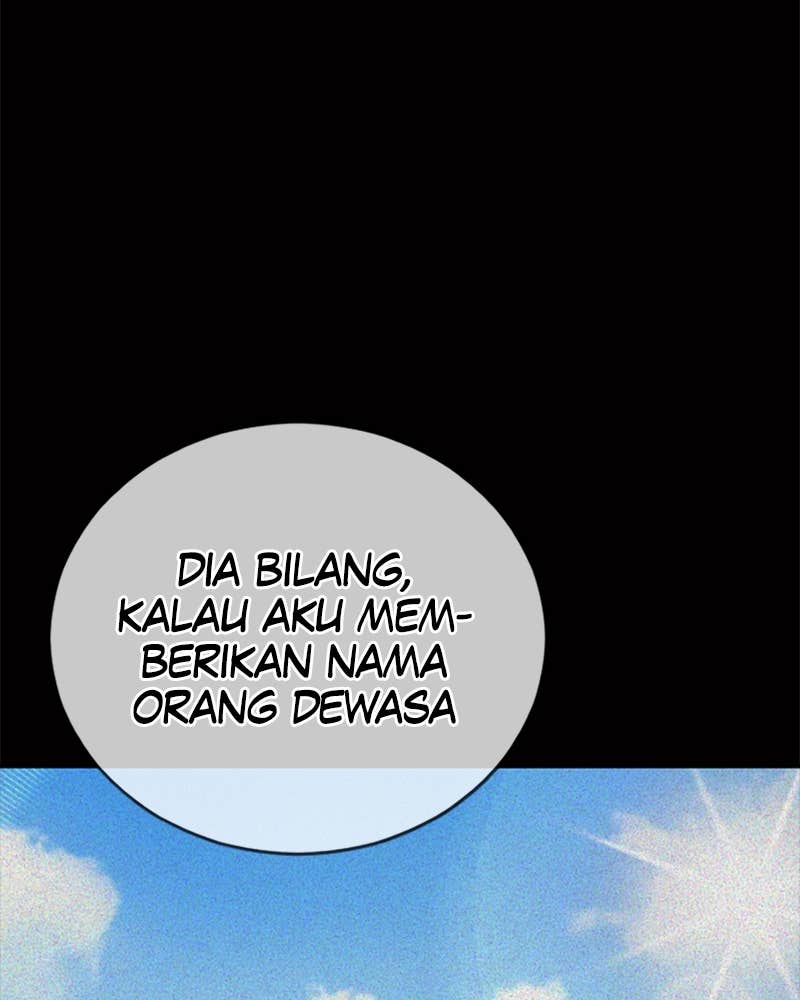 DIA BILANG,
KALAU AKU MEM-
BERIKAN NAMA
ORANG DEWASA